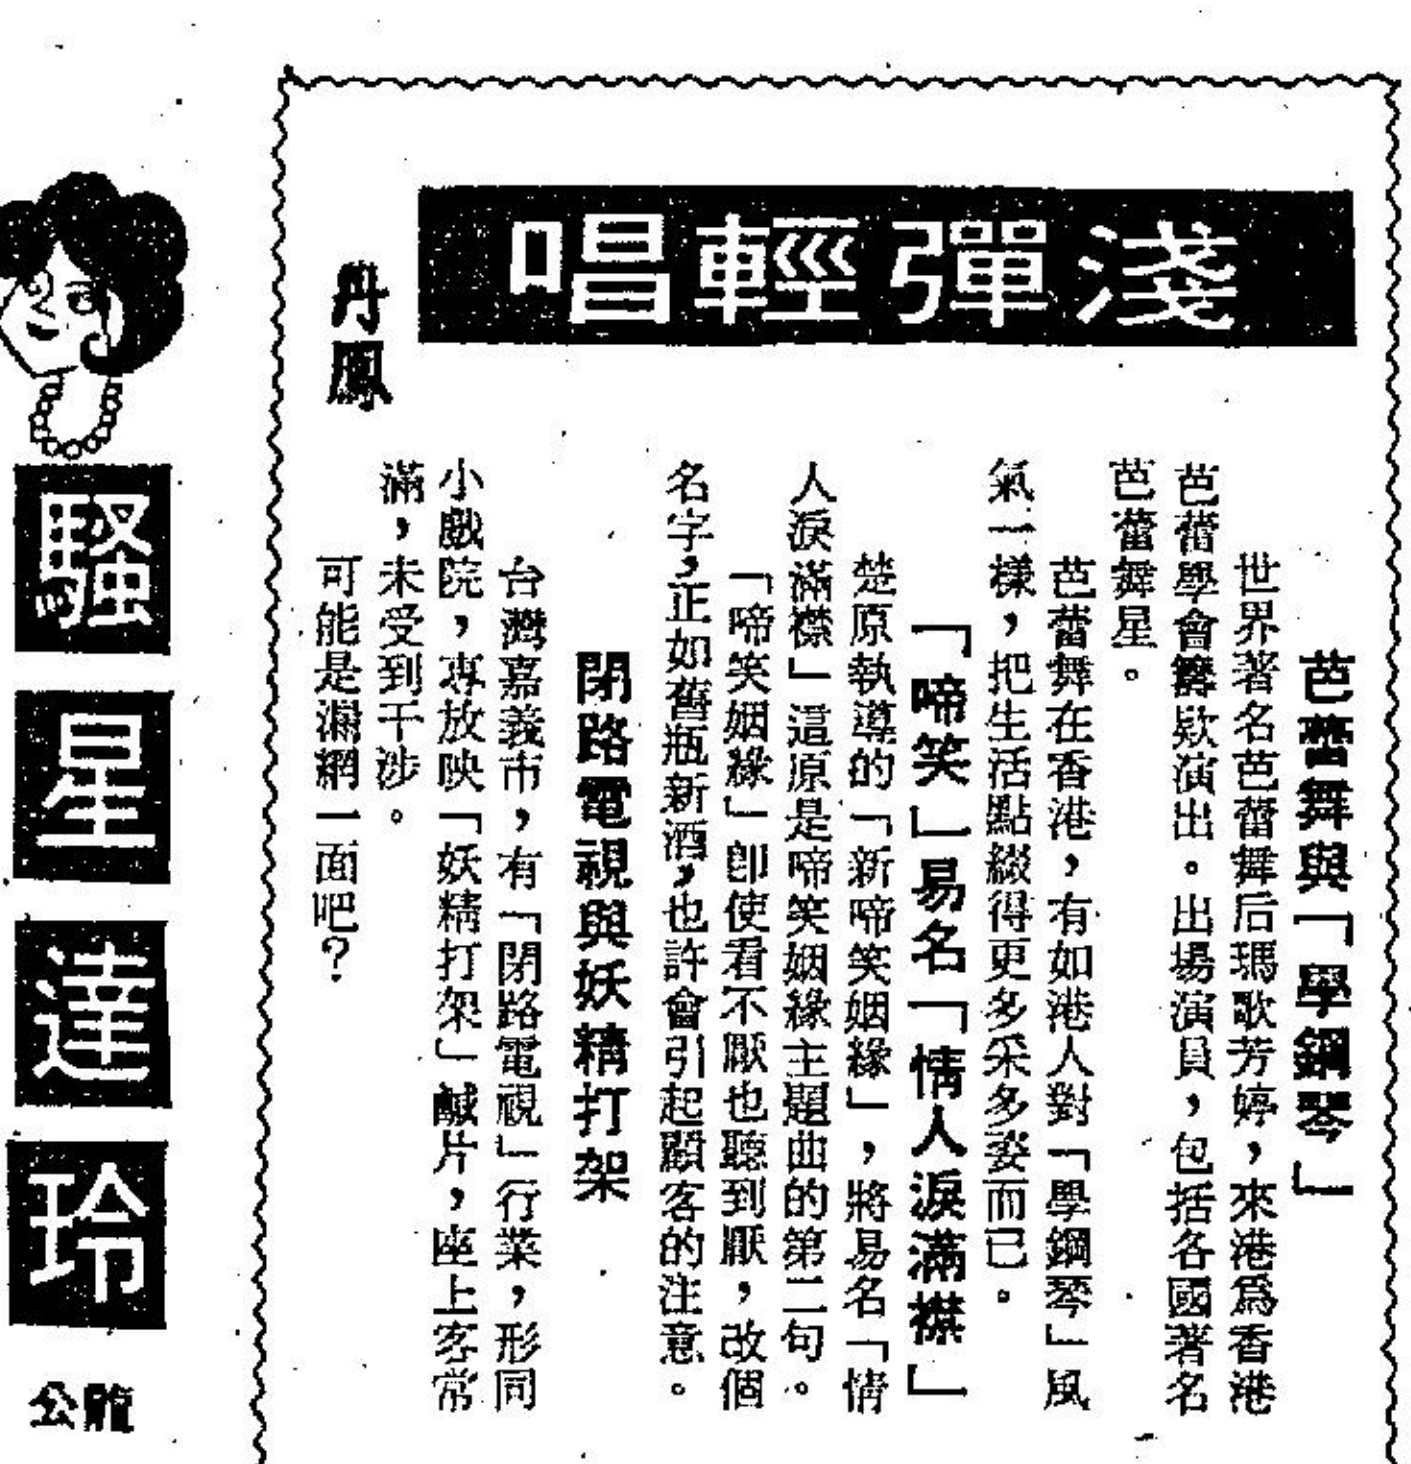 淺彈輕唱
丹鳳
芭蕾舞與「學鋼琴」
世界著名芭蕾舞后瑪歌芳婷，來港爲香港
芭蕾學會籌欵演出。出場演員，包括各國著名
芭蕾舞星。
芭蕾舞在香港，有如港人對「學鋼琴」風
氣一樣，把生活點綴得更多采多姿而已。
「啼笑」易名「情人淚滿襟」
楚原執導的「新啼笑姻緣」，將易名「情
人淚滿襟」這原是啼笑姻緣主題曲的第二句。
「啼笑姻緣」卽使看不厭也聽到厭，改個
名字，正如舊瓶新酒，也許會引起顧客的注意。
閉路電視與妖精打架
台灣嘉義市，有「閉路電視」行業，形同
小戲院，專放映「妖精打架」鹹片，座上客常
滿，未受到干涉。
可能是漏網一面吧？
騷星達玲
公龍